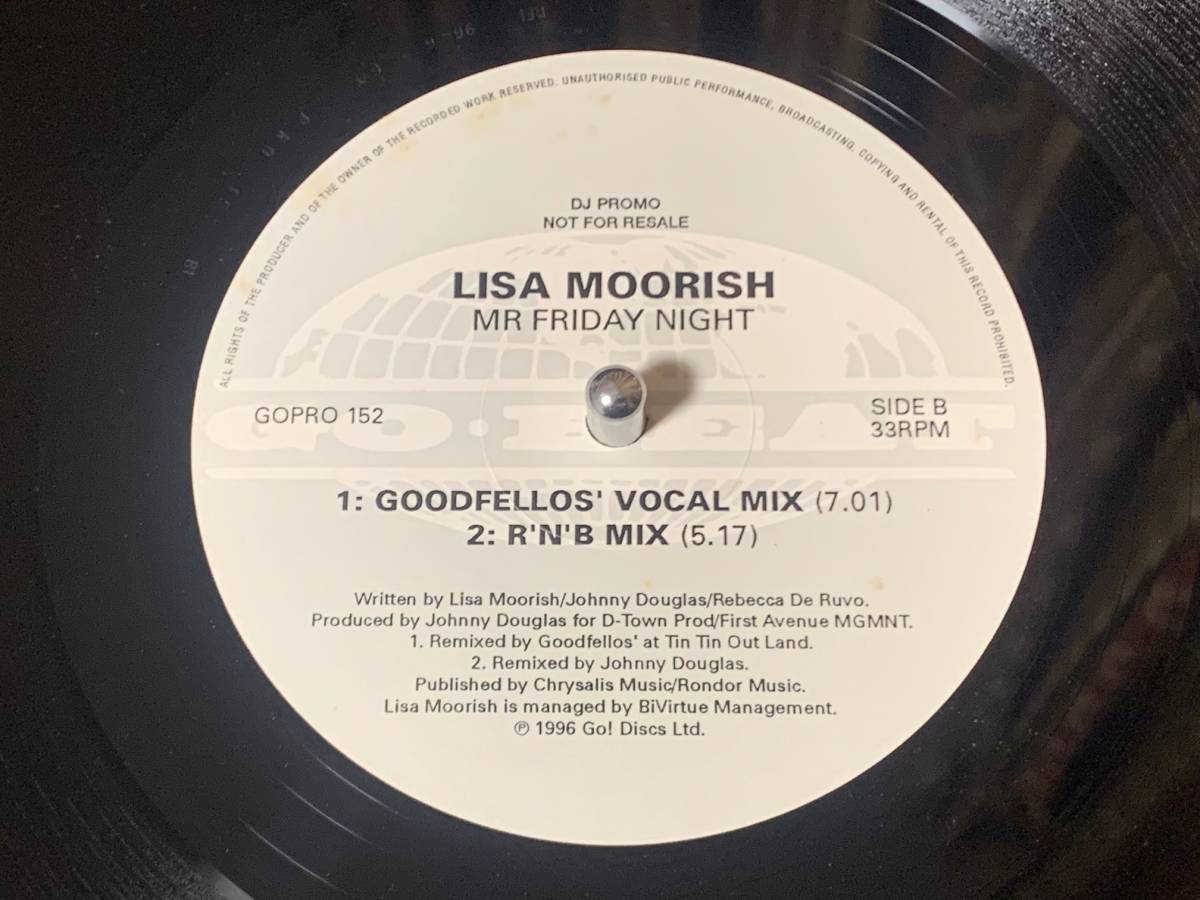 ALL RIGHTS OF THE PRODUCER AND OF THE OWNER OF THE RECORDED WORK RESERVED. UNAUTHORISED PUBLIC PERFORMANCE, BROADCASTING, COPYING AND RENTAL OF THIS RECORD PROHIBITED.
DJ PROMO
NOT FOR RESALE
LISA MOORISH
MR FRIDAY NIGHT
GO·BEAT
GOPRO 152
SIDE B
33RPM
1: GOODFELLOS' VOCAL MIX (7.01)
2: R'N'B MIX (5.17)
Written by Lisa Moorish/Johnny Douglas/Rebecca De Ruvo.
Produced by Johnny Douglas for D-Town Prod/First Avenue MGMNT.
1. Remixed by Goodfellos' at Tin Tin Out Land.
2. Remixed by Johnny Douglas.
Published by Chrysalis Music/Rondor Music.
Lisa Moorish is managed by BiVirtue Management.
℗ 1996 Go! Discs Ltd.